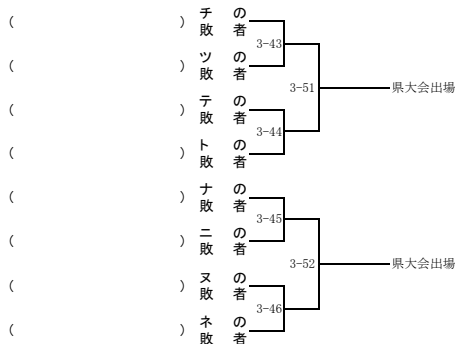 ( ) チの敗者
3-43
( ) ツの敗者
3-51 県大会出場
( ) テの敗者
3-44
( ) トの敗者
( ) ナの敗者
3-45
( ) ニの敗者
3-52 県大会出場
( ) ヌの敗者
3-46
( ) ネの敗者